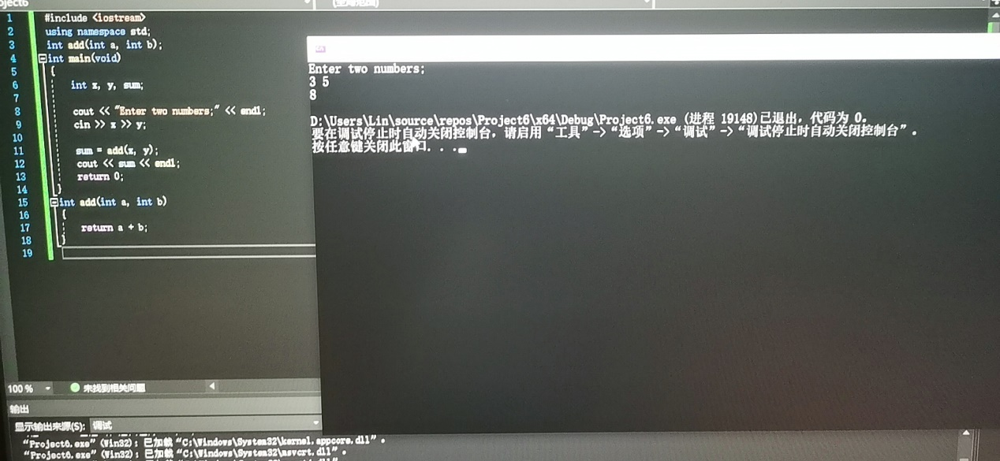 (全局范围)
1 #include <iostream>
2 using namespace std;
3 int add(int a, int b);
4 int main(void)
5 {
6 int x, y, sum;
7
8 cout << "Enter two numbers;" << endl;
9 cin >> x >> y;
10
11 sum = add(x, y);
12 cout << sum << endl;
13 return 0;
14 }
15 int add(int a, int b)
16 {
17 return a + b;
18 }
19
Enter two numbers;
3 5
8
D:\Users\Lin\source\repos\Project6\x64\Debug\Project6.exe (进程 19148)已退出，代码为 0。
要在调试停止时自动关闭控制台，请启用“工具”->“选项”->“调试”->“调试停止时自动关闭控制台”。
按任意键关闭此窗口. . .
100 % 未找到相关问题
输出
显示输出来源(S): 调试
“Project6.exe” (Win32): 已加载 “C:\Windows\System32\kernel.appcore.dll”。
“Project6.exe” (Win32): 已加载 “C:\Windows\System32\msvcrt.dll”。